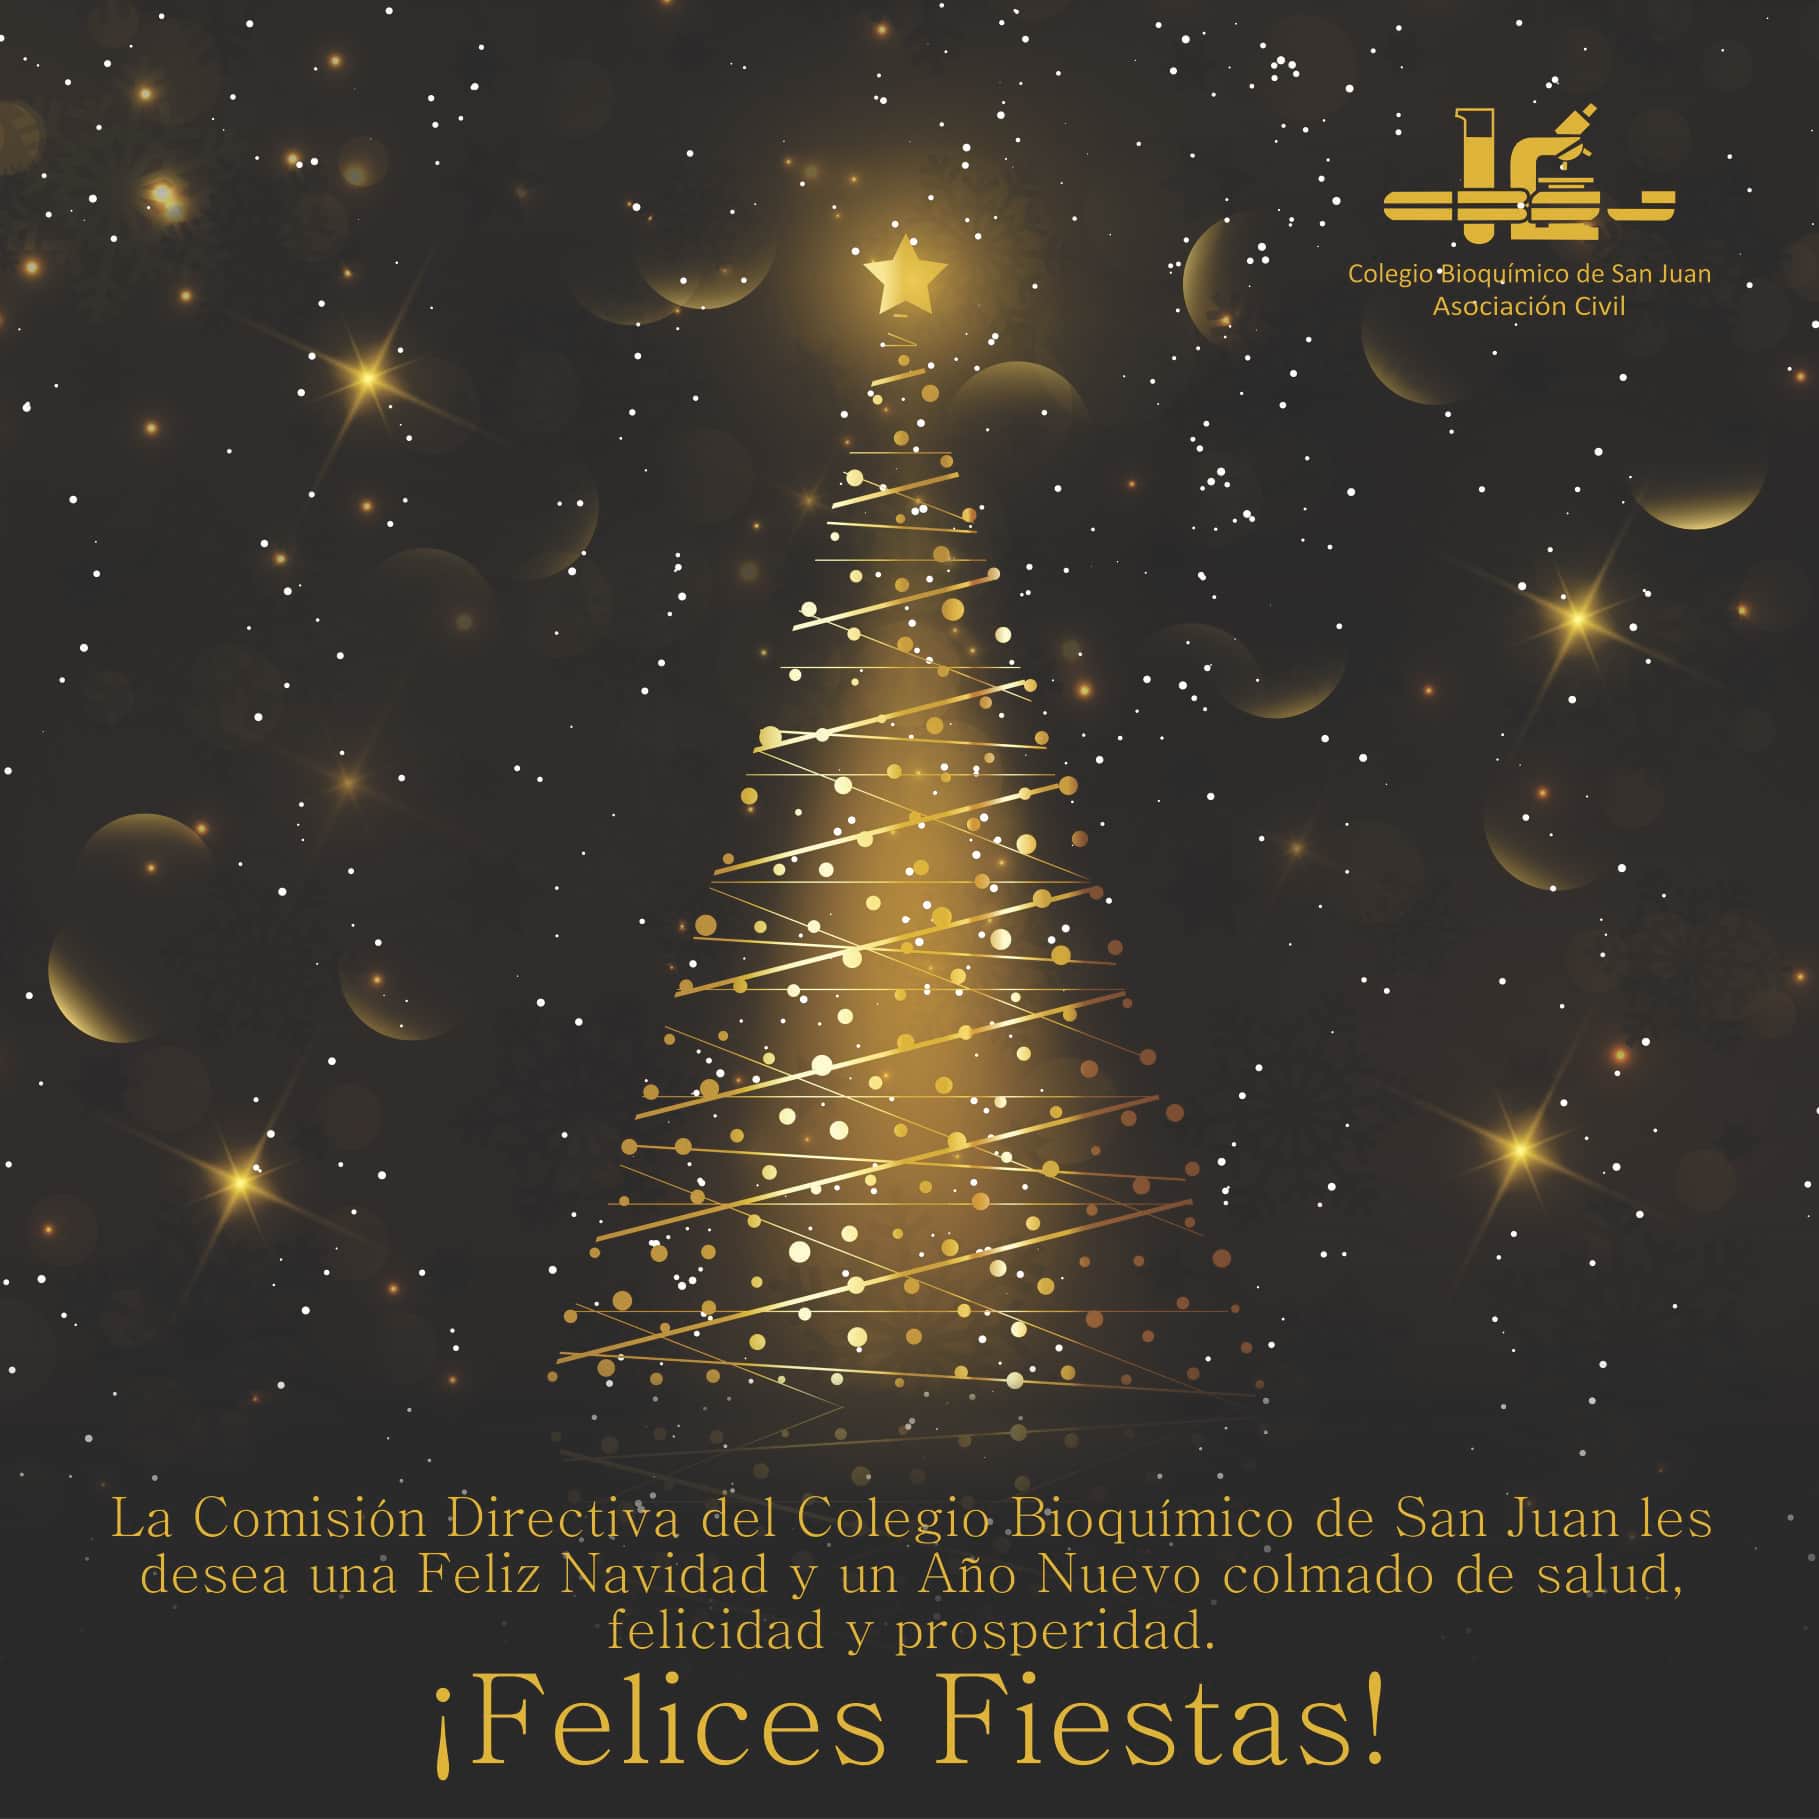 Colegio Bioquímico de San Juan
Asociación Civil
La Comisión Directiva del Colegio Bioquímico de San Juan les
desea una Feliz Navidad y un Año Nuevo colmado de salud,
felicidad y prosperidad.
¡Felices Fiestas!